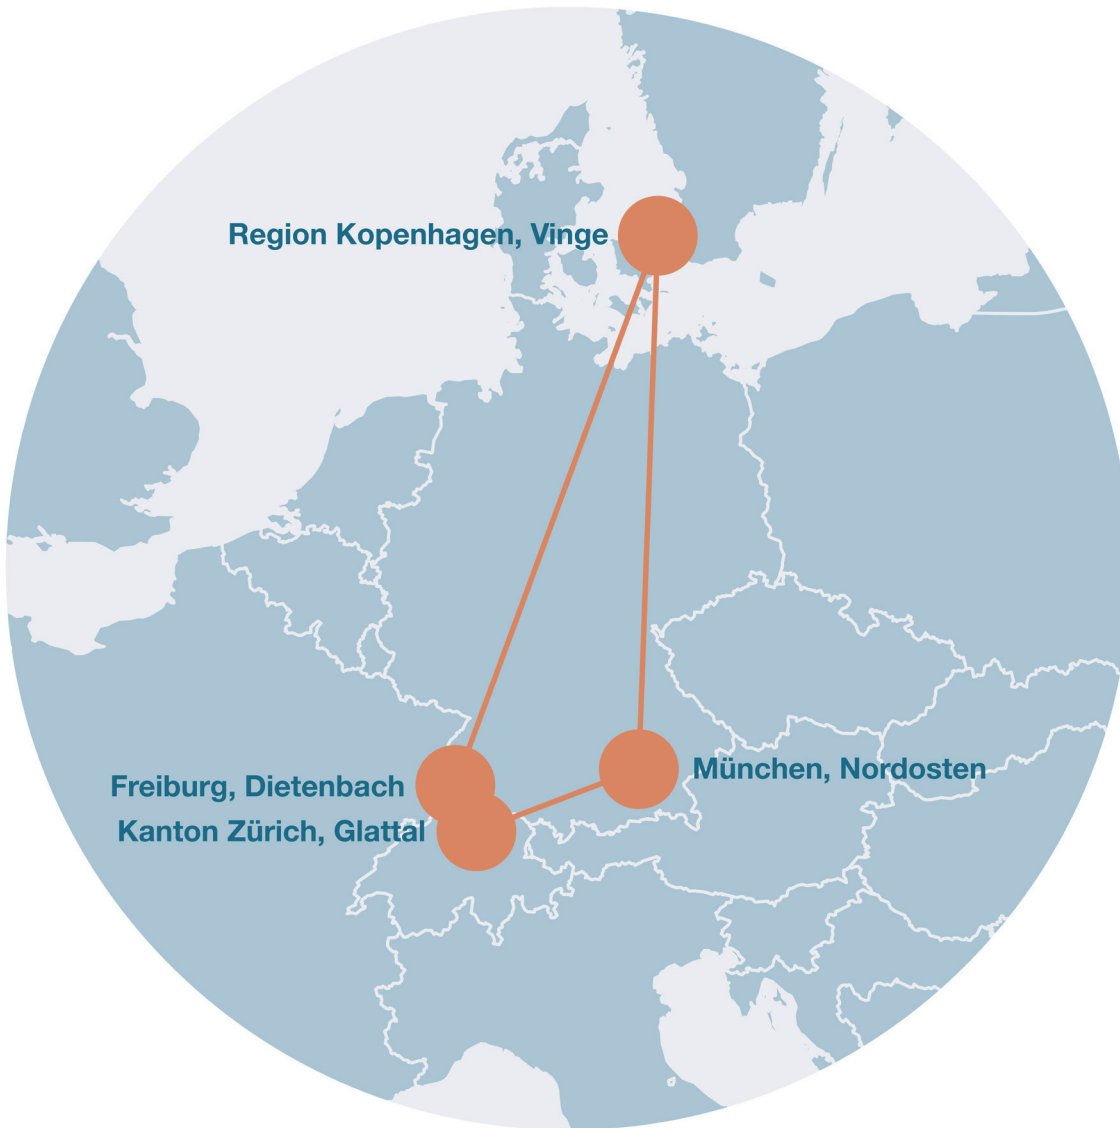 Region Kopenhagen, Vinge
Freiburg, Dietenbach
München, Nordosten
Kanton Zürich, Glattal